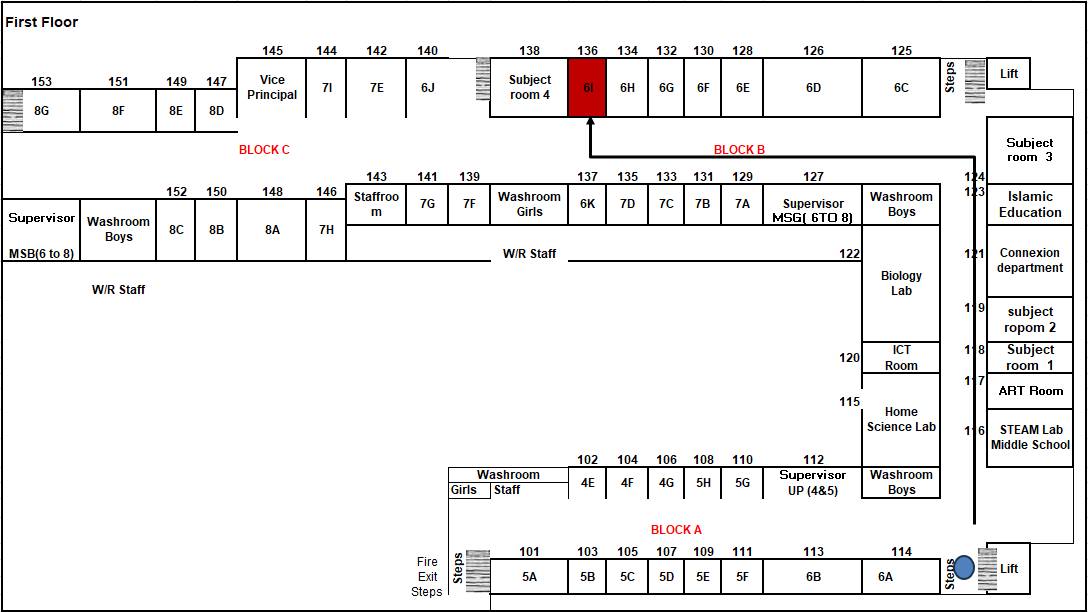 First Floor
145 144 142 140 138 136 134 132 130 128 126 125
153 151 149 147
Vice
Principal
7I 7E 6J
Subject
room 4
6I 6H 6G 6F 6E 6D 6C
Steps
Lift
8G 8F 8E 8D
BLOCK C
BLOCK B
Subject
room 3
124
143 141 139 137 135 133 131 129 127
152 150 148 146
123
Staffroo
m
7G 7F
Washroom
Girls
6K 7D 7C 7B 7A
Supervisor
MSG( 6TO 8)
Washroom
Boys
Islamic
Education
Supervisor
MSB(6 to 8)
Washroom
Boys
8C 8B 8A 7H
W/R Staff
122
121
Connexion
department
W/R Staff
Biology
Lab
119
subject
ropom 2
120
ICT
Room
118
Subject
room 1
117
ART Room
115
Home
Science Lab
116
STEAM Lab
Middle School
102 104 106 108 110 112
Washroom
Girls Staff
4E 4F 4G 5H 5G
Supervisor
UP (4&5)
Washroom
Boys
BLOCK A
101 103 105 107 109 111 113 114
Fire
Exit
Steps
Steps
5A 5B 5C 5D 5E 5F 6B 6A
Steps
Lift